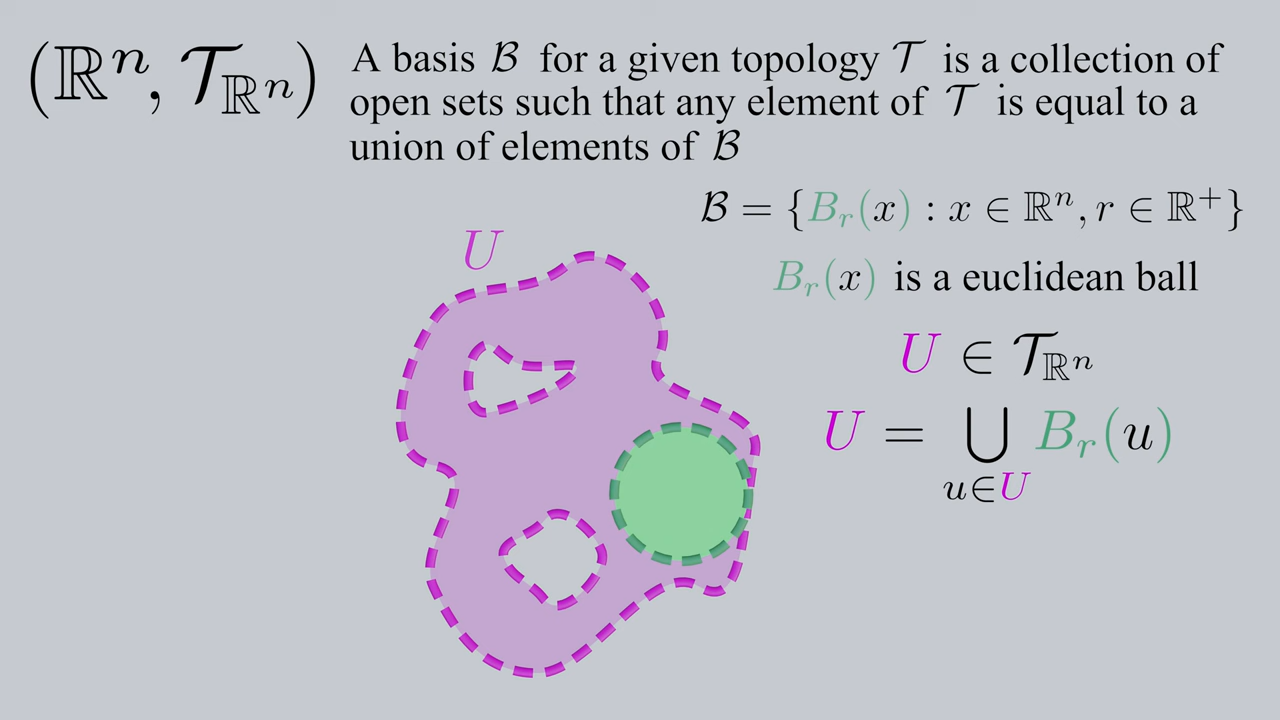 (ℝⁿ, 𝒯_ℝⁿ)
A basis ℬ for a given topology 𝒯 is a collection of
open sets such that any element of 𝒯 is equal to a
union of elements of ℬ
ℬ = {B_r(x) : x ∈ ℝⁿ, r ∈ ℝ⁺}
U
B_r(x) is a euclidean ball
U ∈ 𝒯_ℝⁿ
U = ⋃ B_r(u)
u∈U